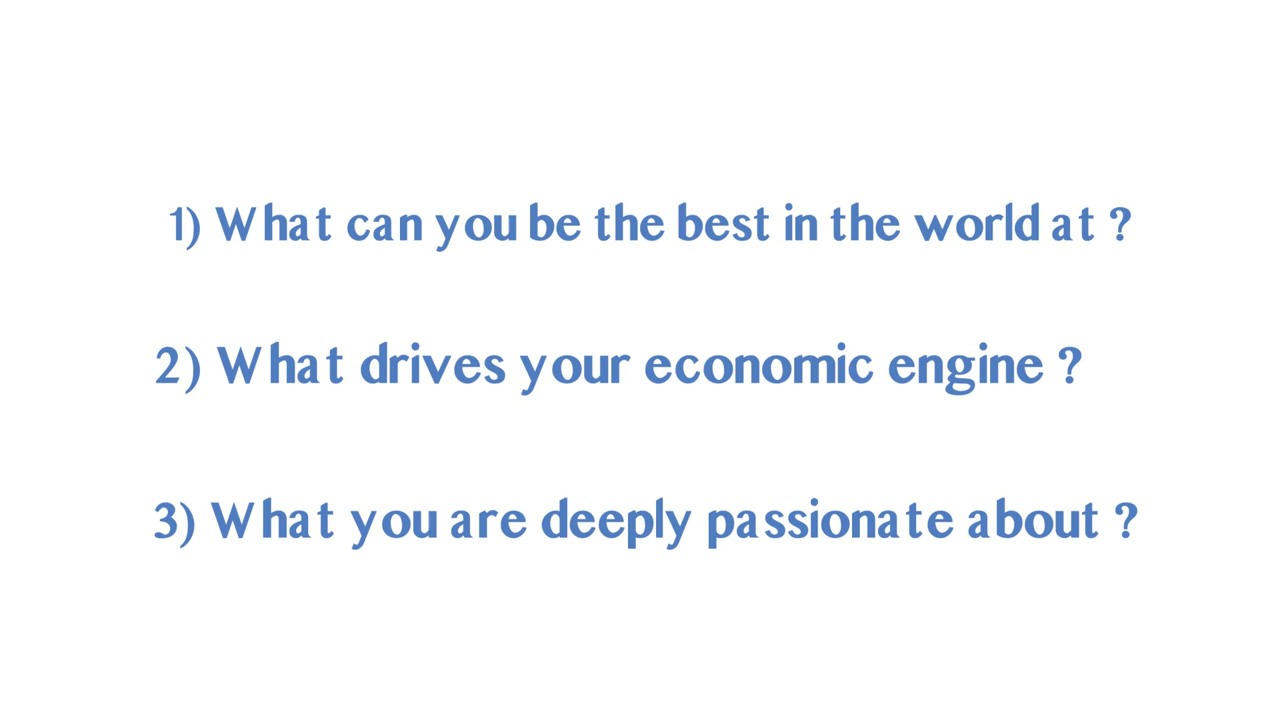 1) What can you be the best in the world at ?
2) What drives your economic engine ?
3) What you are deeply passionate about ?